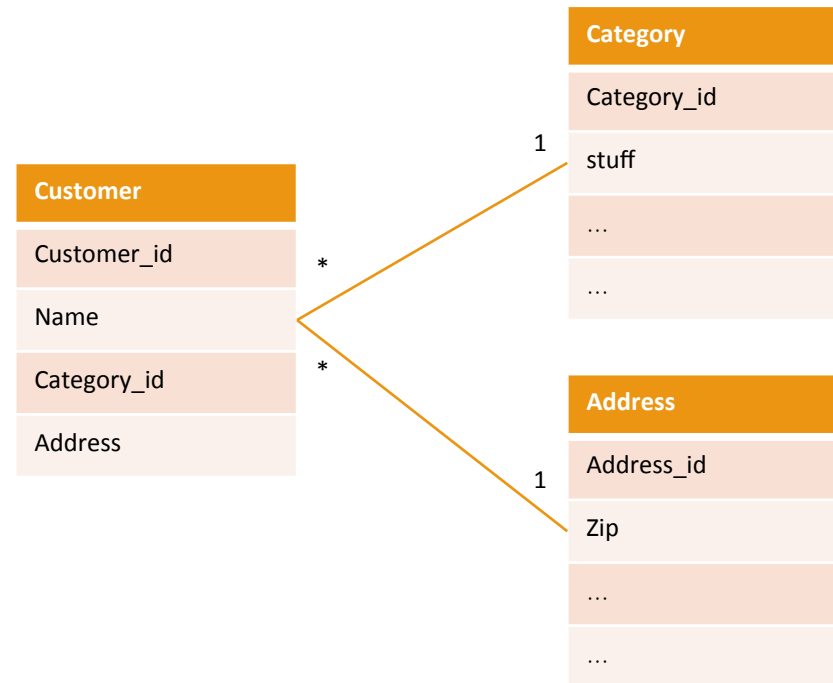 Customer
Customer_id
Name
Category_id
Address
*
*
1
1
Category
Category_id
stuff
...
...
Address
Address_id
Zip
...
...